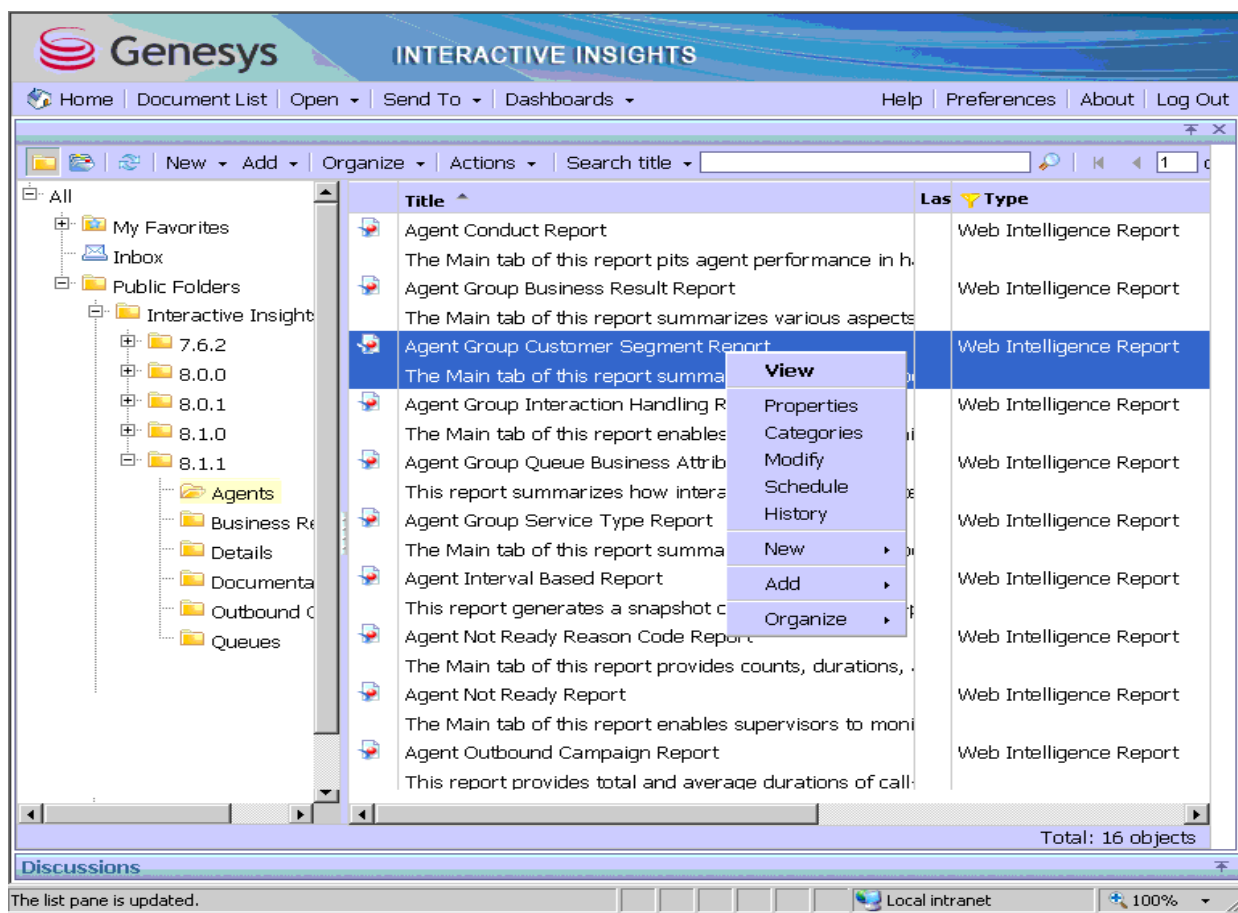 Genesys INTERACTIVE INSIGHTS
Home Document List Open Send To Dashboards Help Preferences About Log Out
New Add Organize Actions Search title 1
All
My Favorites
Inbox
Public Folders
Interactive Insight
7.6.2
8.0.0
8.0.1
8.1.0
8.1.1
Agents
Business Re
Details
Documenta
Outbound C
Queues
Title Las Type
Agent Conduct Report Web Intelligence Report
The Main tab of this report pits agent performance in h
Agent Group Business Result Report Web Intelligence Report
The Main tab of this report summarizes various aspects
Agent Group Customer Segment Report Web Intelligence Report
The Main tab of this report summa
Agent Group Interaction Handling R Web Intelligence Report
The Main tab of this report enables
Agent Group Queue Business Attrib Web Intelligence Report
This report summarizes how intera
Agent Group Service Type Report Web Intelligence Report
The Main tab of this report summa
Agent Interval Based Report Web Intelligence Report
This report generates a snapshot c
Agent Not Ready Reason Code Report Web Intelligence Report
The Main tab of this report provides counts, durations,
Agent Not Ready Report Web Intelligence Report
The Main tab of this report enables supervisors to moni
Agent Outbound Campaign Report Web Intelligence Report
This report provides total and average durations of call-
View
Properties
Categories
Modify
Schedule
History
New
Add
Organize
Total: 16 objects
Discussions
The list pane is updated. Local intranet 100%